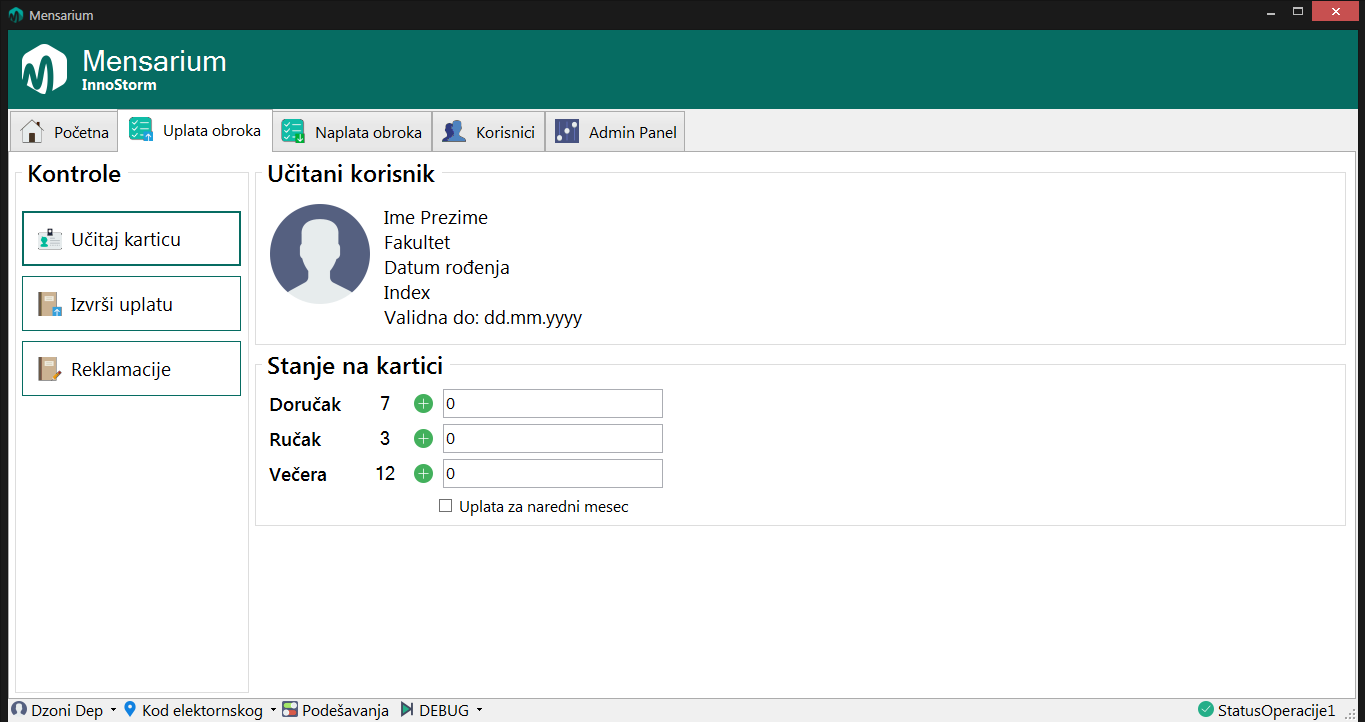 Mensarium
Mensarium
InnoStorm
Početna
Uplata obroka
Naplata obroka
Korisnici
Admin Panel
Kontrole
Učitaj karticu
Izvrši uplatu
Reklamacije
Učitani korisnik
Ime Prezime
Fakultet
Datum rođenja
Index
Validna do: dd.mm.yyyy
Stanje na kartici
Doručak 7 0
Ručak 3 0
Večera 12 0
Uplata za naredni mesec
Dzoni Dep
Kod elektornskog
Podešavanja
DEBUG
StatusOperacije1